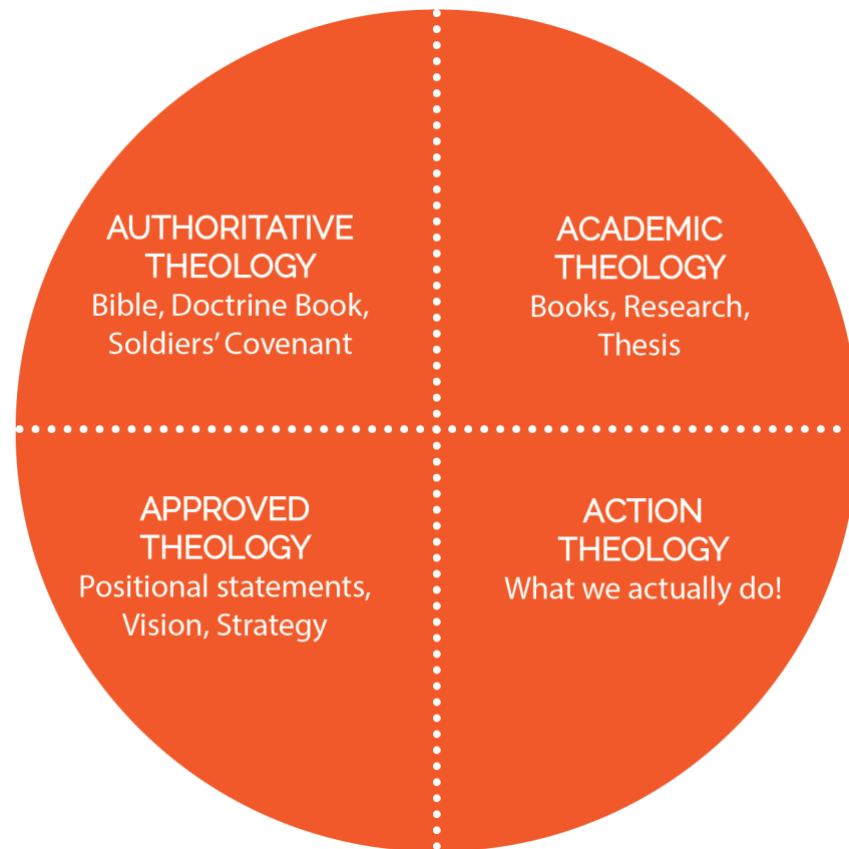 AUTHORITATIVE
THEOLOGY
Bible, Doctrine Book,
Soldiers’ Covenant
ACADEMIC
THEOLOGY
Books, Research,
Thesis
APPROVED
THEOLOGY
Positional statements,
Vision, Strategy
ACTION
THEOLOGY
What we actually do!